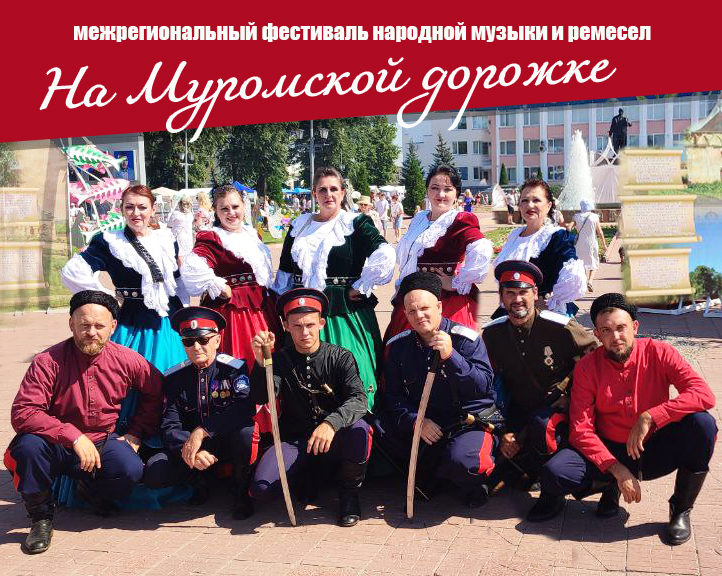 межрегиональный фестиваль народной музыки и ремесел
На Муромской дорожке